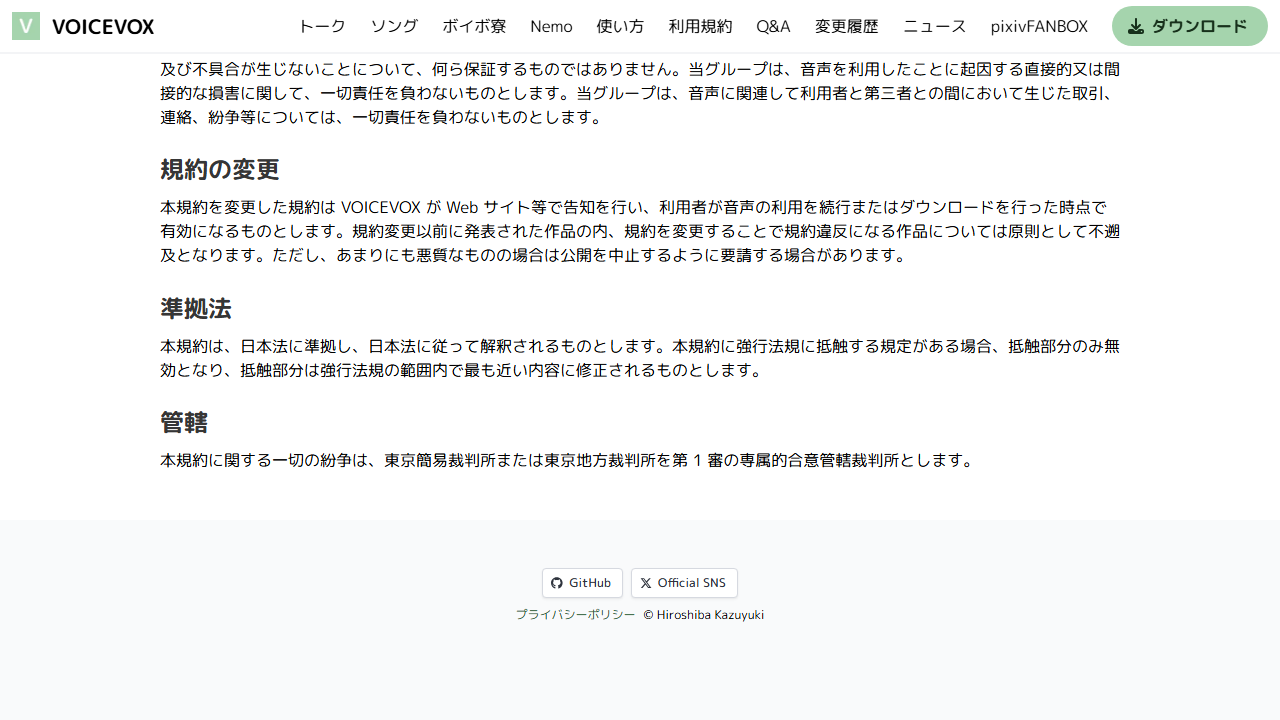 V VOICEVOX トーク ソング ボイボ寮 Nemo 使い方 利用規約 Q&A 変更履歴 ニュース pixivFANBOX ダウンロード
及び不具合が生じないことについて、何ら保証するものではありません。当グループは、音声を利用したことに起因する直接的又は間
接的な損害に関して、一切責任を負わないものとします。当グループは、音声に関連して利用者と第三者との間において生じた取引、
連絡、紛争等については、一切責任を負わないものとします。
規約の変更
本規約を変更した規約は VOICEVOX が Web サイト等で告知を行い、利用者が音声の利用を続行またはダウンロードを行った時点で
有効になるものとします。規約変更以前に発表された作品の内、規約を変更することで規約違反になる作品については原則として不遡
及となります。ただし、あまりにも悪質なものの場合は公開を中止するように要請する場合があります。
準拠法
本規約は、日本法に準拠し、日本法に従って解釈されるものとします。本規約に強行法規に抵触する規定がある場合、抵触部分のみ無
効となり、抵触部分は強行法規の範囲内で最も近い内容に修正されるものとします。
管轄
本規約に関する一切の紛争は、東京簡易裁判所または東京地方裁判所を第 1 審の専属的合意管轄裁判所とします。
GitHub Official SNS
プライバシーポリシー © Hiroshiba Kazuyuki